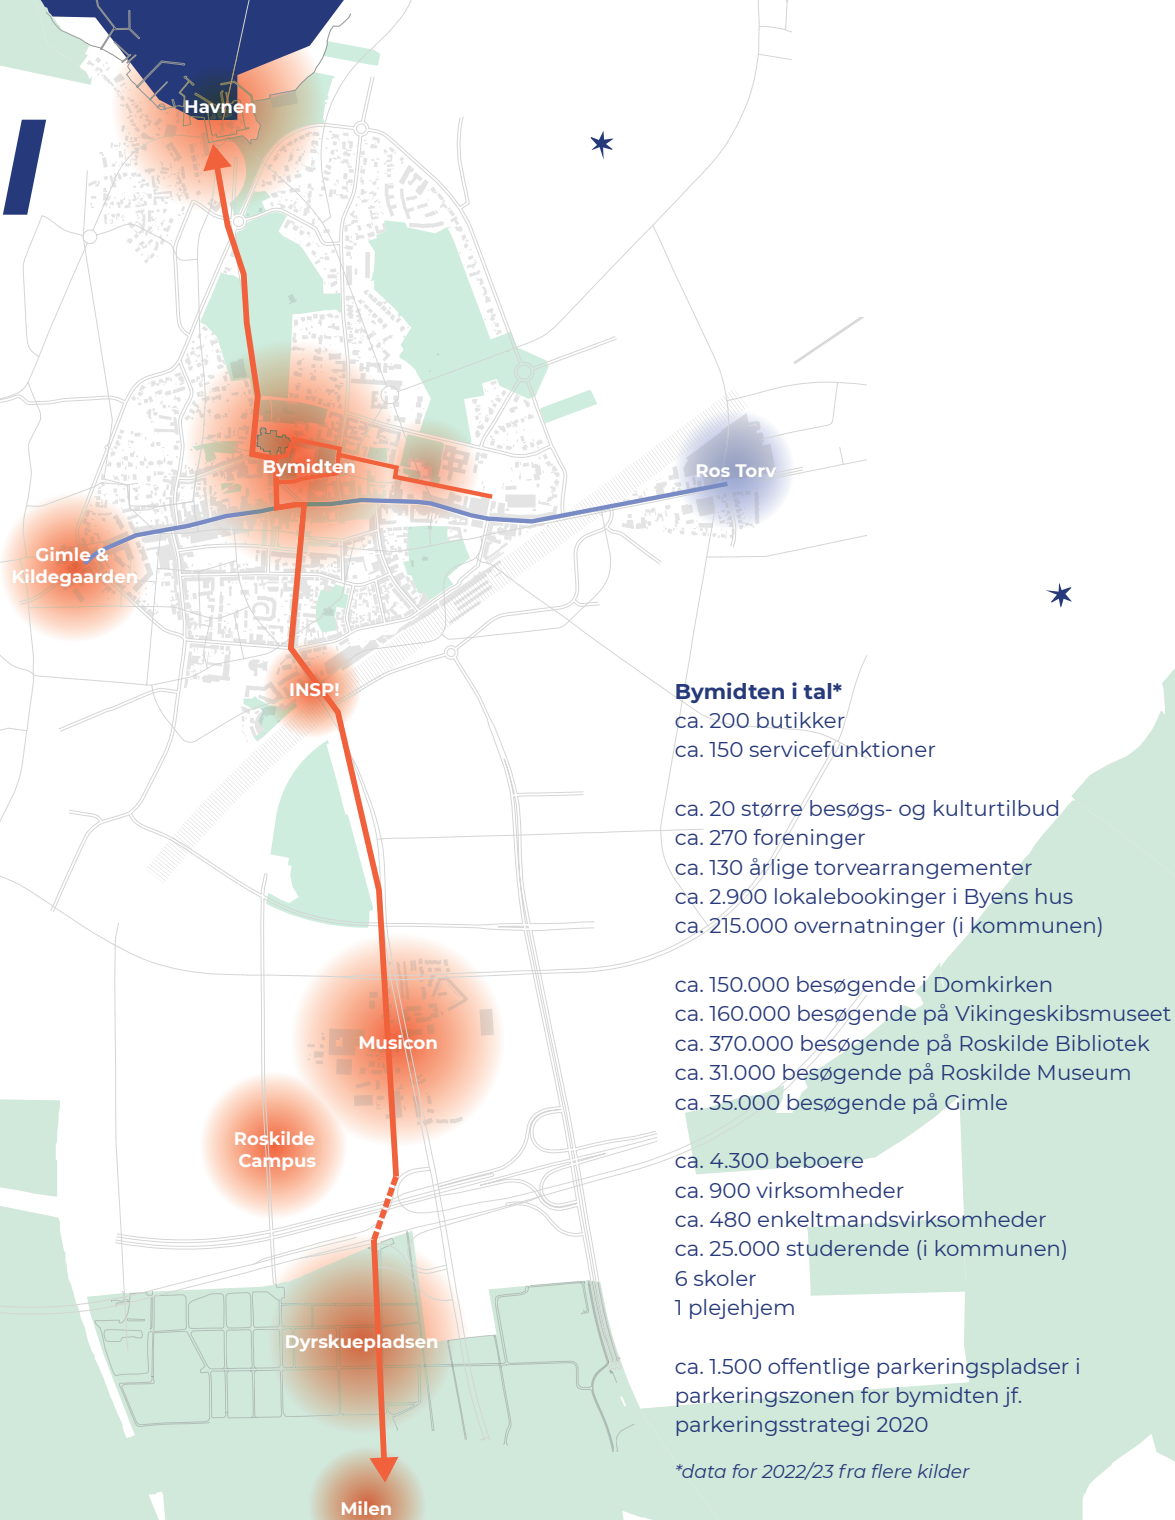 Havnen
Bymidten
Ros Torv
Gimle &
Kildegaarden
INSP!
Musicon
Roskilde
Campus
Dyrskuepladsen
Milen
Bymidten i tal*
ca. 200 butikker
ca. 150 servicefunktioner
ca. 20 større besøgs- og kulturtilbud
ca. 270 foreninger
ca. 130 årlige torvearrangementer
ca. 2.900 lokalebookinger i Byens hus
ca. 215.000 overnatninger (i kommunen)
ca. 150.000 besøgende i Domkirken
ca. 160.000 besøgende på Vikingeskibsmuseet
ca. 370.000 besøgende på Roskilde Bibliotek
ca. 31.000 besøgende på Roskilde Museum
ca. 35.000 besøgende på Gimle
ca. 4.300 beboere
ca. 900 virksomheder
ca. 480 enkeltmandsvirksomheder
ca. 25.000 studerende (i kommunen)
6 skoler
1 plejehjem
ca. 1.500 offentlige parkeringspladser i
parkeringszonen for bymidten jf.
parkeringsstrategi 2020
*data for 2022/23 fra flere kilder